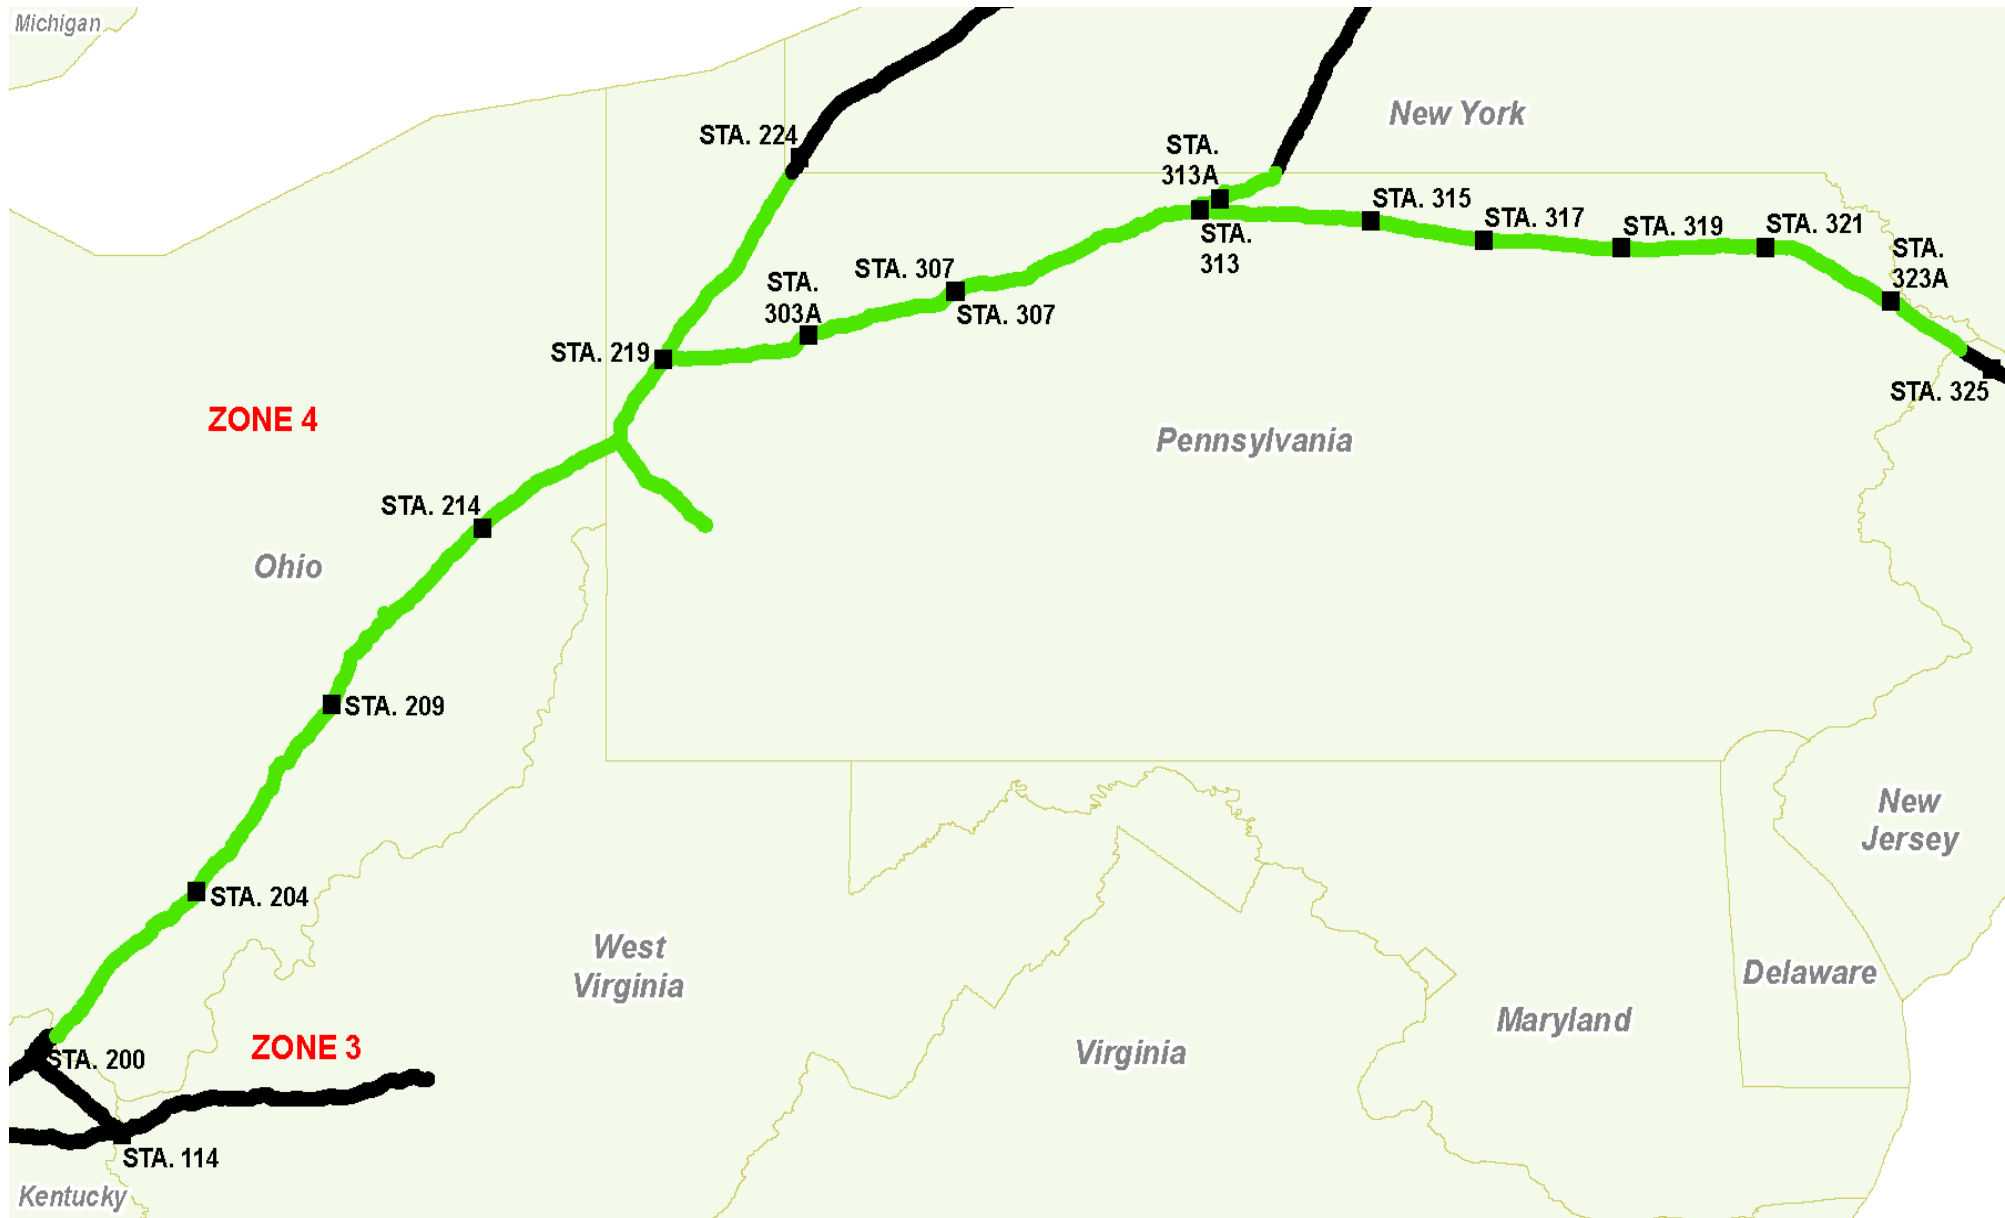 Michigan
New York
STA. 224
STA.
313A
STA. 315
STA. 317
STA. 319
STA. 321
STA.
313
STA.
323A
STA. 307
STA.
303A
STA. 307
STA. 219
STA. 325
ZONE 4
Pennsylvania
STA. 214
Ohio
STA. 209
New
Jersey
STA. 204
West
Virginia
Delaware
Maryland
ZONE 3
Virginia
STA. 200
STA. 114
Kentucky